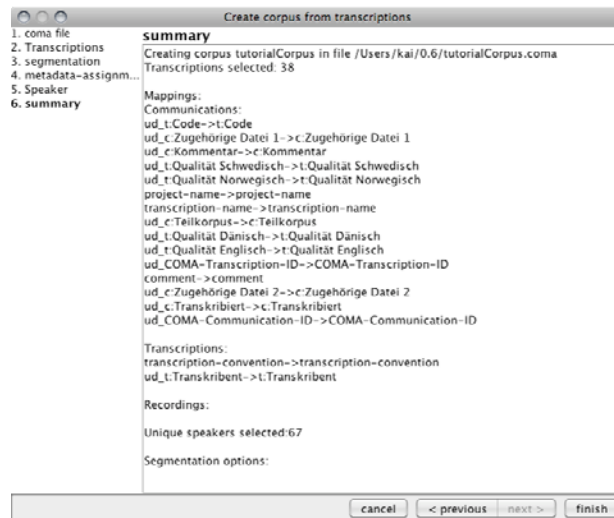 Create corpus from transcriptions
1. coma file
2. Transcriptions
3. segmentation
4. metadata-assignm...
5. Speaker
6. summary
summary
Creating corpus tutorialCorpus in file /Users/kai/0.6/tutorialCorpus.coma
Transcriptions selected: 38
Mappings:
Communications:
ud_t:Code->t:Code
ud_c:Zugehörige Datei 1->c:Zugehörige Datei 1
ud_c:Kommentar->c:Kommentar
ud_t:Qualität Schwedisch->t:Qualität Schwedisch
ud_t:Qualität Norwegisch->t:Qualität Norwegisch
project-name->project-name
transcription-name->transcription-name
ud_c:Teilkorpus->c:Teilkorpus
ud_t:Qualität Dänisch->t:Qualität Dänisch
ud_t:Qualität Englisch->t:Qualität Englisch
ud_COMA-Transcription-ID->COMA-Transcription-ID
comment->comment
ud_c:Zugehörige Datei 2->c:Zugehörige Datei 2
ud_c:Transkribiert->c:Transkribiert
ud_COMA-Communication-ID->COMA-Communication-ID
Transcriptions:
transcription-convention->transcription-convention
ud_t:Transkribent->t:Transkribent
Recordings:
Unique speakers selected:67
Segmentation options:
cancel < previous next > finish